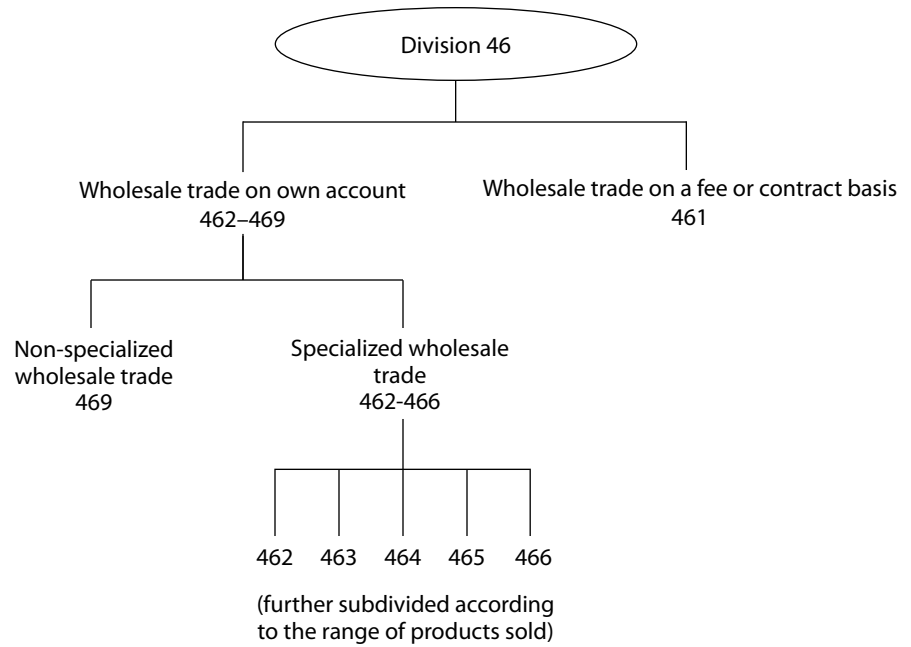 Division 46
Wholesale trade on own account
462–469
Wholesale trade on a fee or contract basis
461
Non-specialized
wholesale trade
469
Specialized wholesale
trade
462-466
462 463 464 465 466
(further subdivided according
to the range of products sold)